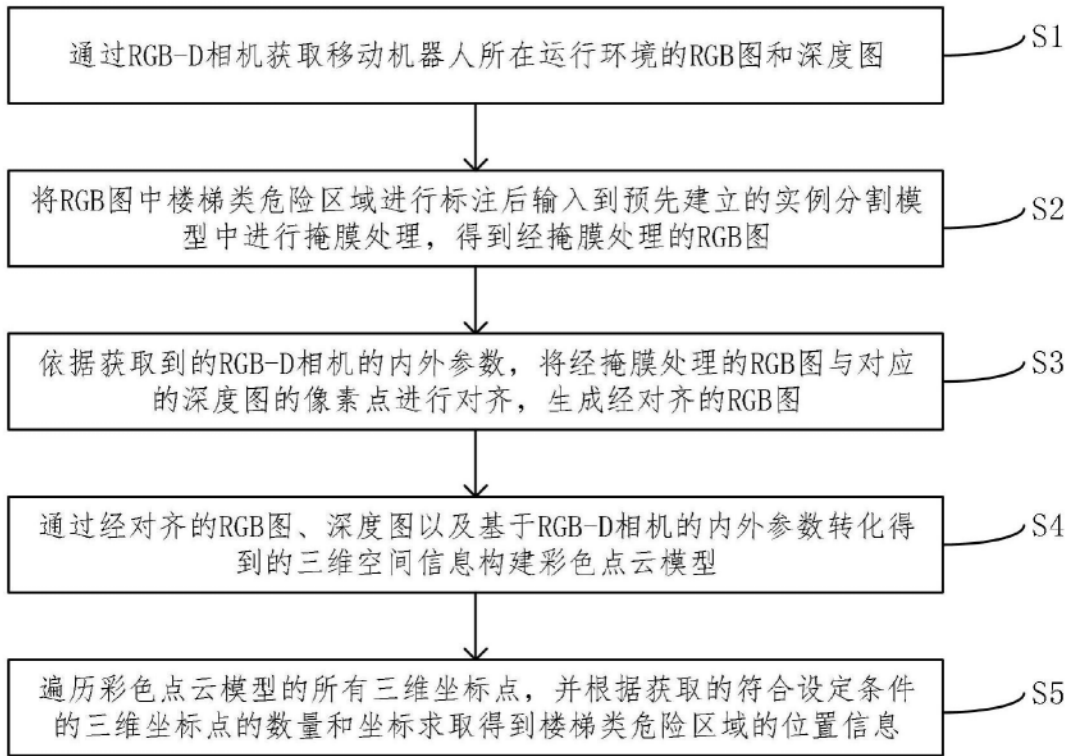 通过RGB-D相机获取移动机器人所在运行环境的RGB图和深度图
S1
将RGB图中楼梯类危险区域进行标注后输入到预先建立的实例分割模
型中进行掩膜处理，得到经掩膜处理的RGB图
S2
依据获取到的RGB-D相机的内外参数，将经掩膜处理的RGB图与对应
的深度图的像素点进行对齐，生成经对齐的RGB图
S3
通过经对齐的RGB图、深度图以及基于RGB-D相机的内外参数转化得
到的三维空间信息构建彩色点云模型
S4
遍历彩色点云模型的所有三维坐标点，并根据获取的符合设定条件
的三维坐标点的数量和坐标求取得到楼梯类危险区域的位置信息
S5